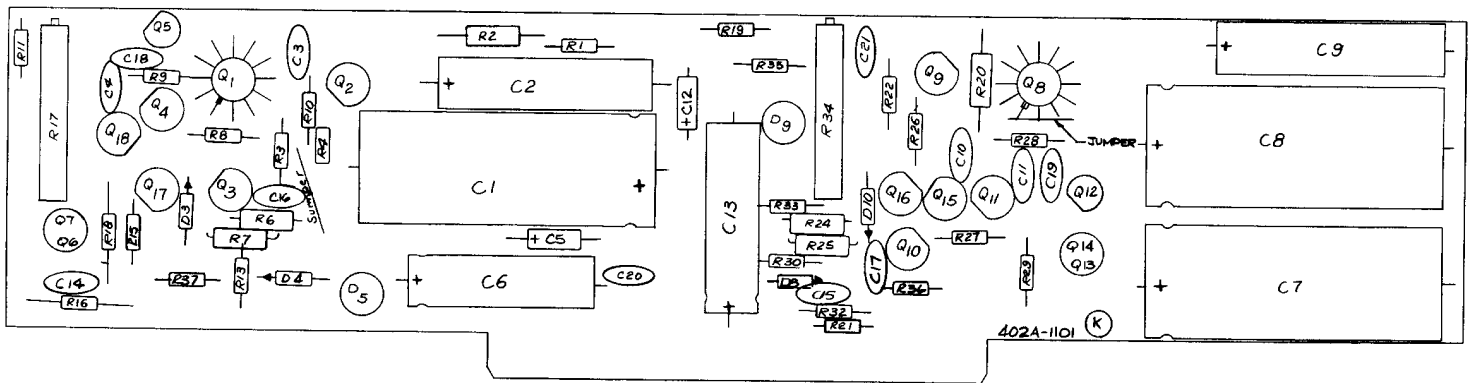 R11
R17
Q5
C18
C4
R9
Q4
Q18
Q1
R8
C3
R10
R4
R3
Q2
R2
R1
C2
+
C1
+
+ C12
R19
R35
D9
R34
C21
R22
Q9
R26
R20
Q8
R28
JUMPER
C9
+
C8
+
Q17
D3
Q3
C16
Jumper
R6
R7
Q7
Q6
R18
R15
C14
R16
R37
R13
D4
D5
+ C5
C6
+
C20
C13
+
R33
R24
R25
R30
D8
C15
R32
R21
D10
C17
Q16
Q10
R36
C10
Q15
Q11
C11
C19
Q12
R27
R29
Q14
Q13
C7
+
402A-1101
K